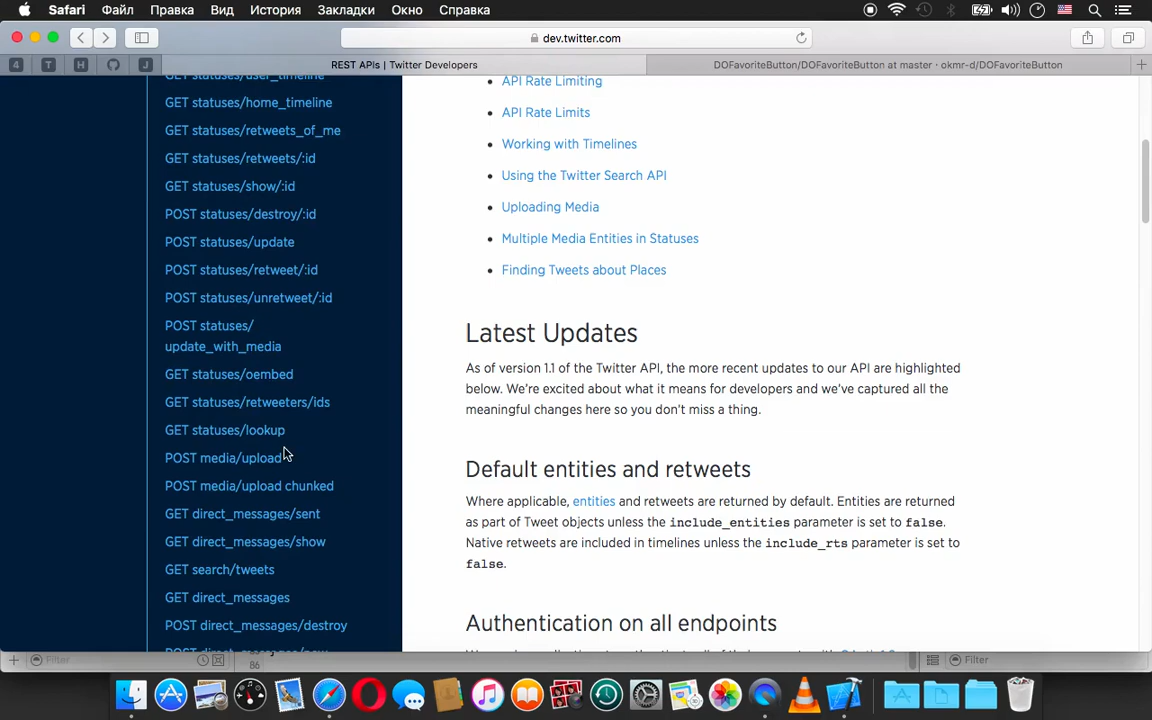 Safari Файл Правка Вид История Закладки Окно Справка
dev.twitter.com
4 T H J REST APIs | Twitter Developers DOFavoriteButton/DOFavoriteButton at master · okmr-d/DOFavoriteButton
GET statuses/user_timeline
GET statuses/home_timeline
GET statuses/retweets_of_me
GET statuses/retweets/:id
GET statuses/show/:id
POST statuses/destroy/:id
POST statuses/update
POST statuses/retweet/:id
POST statuses/unretweet/:id
POST statuses/
update_with_media
GET statuses/oembed
GET statuses/retweeters/ids
GET statuses/lookup
POST media/upload
POST media/upload chunked
GET direct_messages/sent
GET direct_messages/show
GET search/tweets
GET direct_messages
POST direct_messages/destroy
API Rate Limiting
API Rate Limits
Working with Timelines
Using the Twitter Search API
Uploading Media
Multiple Media Entities in Statuses
Finding Tweets about Places
Latest Updates
As of version 1.1 of the Twitter API, the more recent updates to our API are highlighted
below. We're excited about what it means for developers and we've captured all the
meaningful changes here so you don't miss a thing.
Default entities and retweets
Where applicable, entities and retweets are returned by default. Entities are returned
as part of Tweet objects unless the include_entities parameter is set to false.
Native retweets are included in timelines unless the include_rts parameter is set to
false.
Authentication on all endpoints
Filter
86
Filter